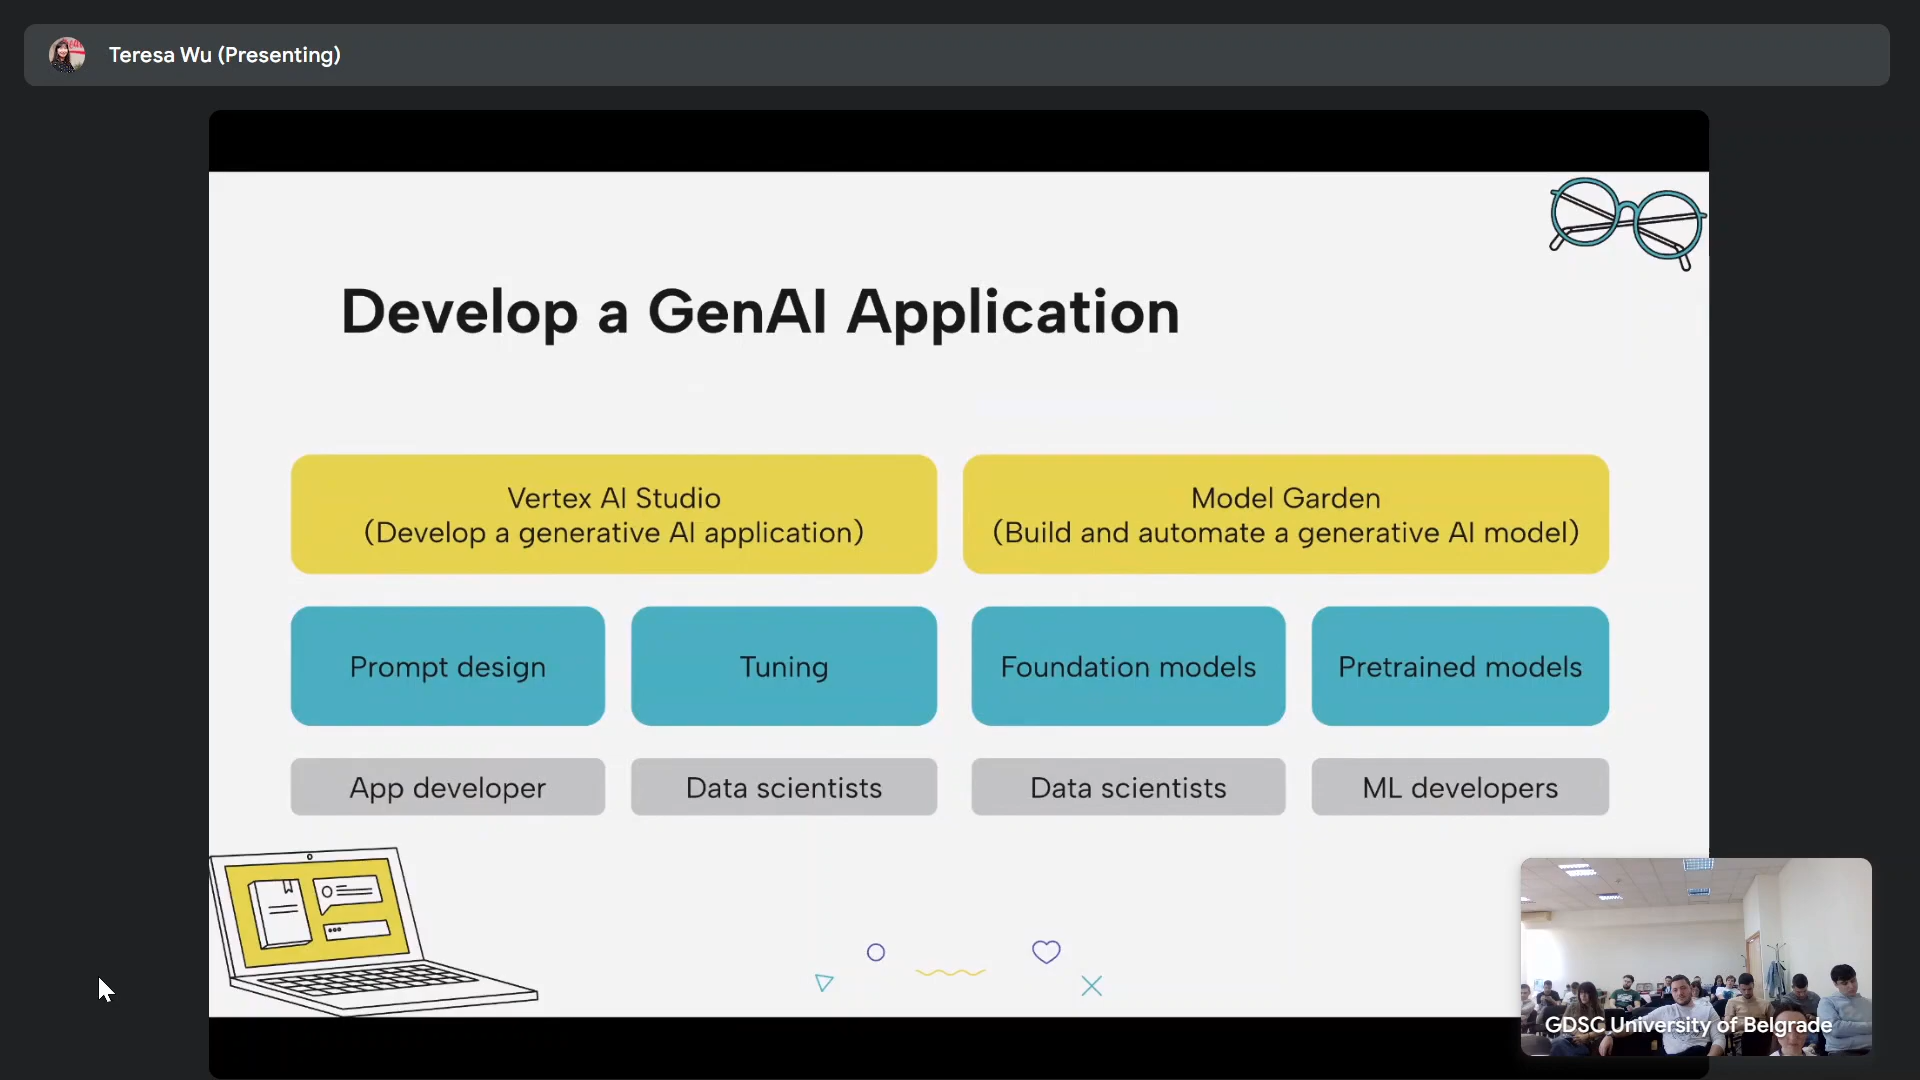 Teresa Wu (Presenting)
Develop a GenAI Application
Vertex AI Studio
(Develop a generative AI application)
Model Garden
(Build and automate a generative AI model)
Prompt design
Tuning
Foundation models
Pretrained models
App developer
Data scientists
Data scientists
ML developers
GDSC University of Belgrade